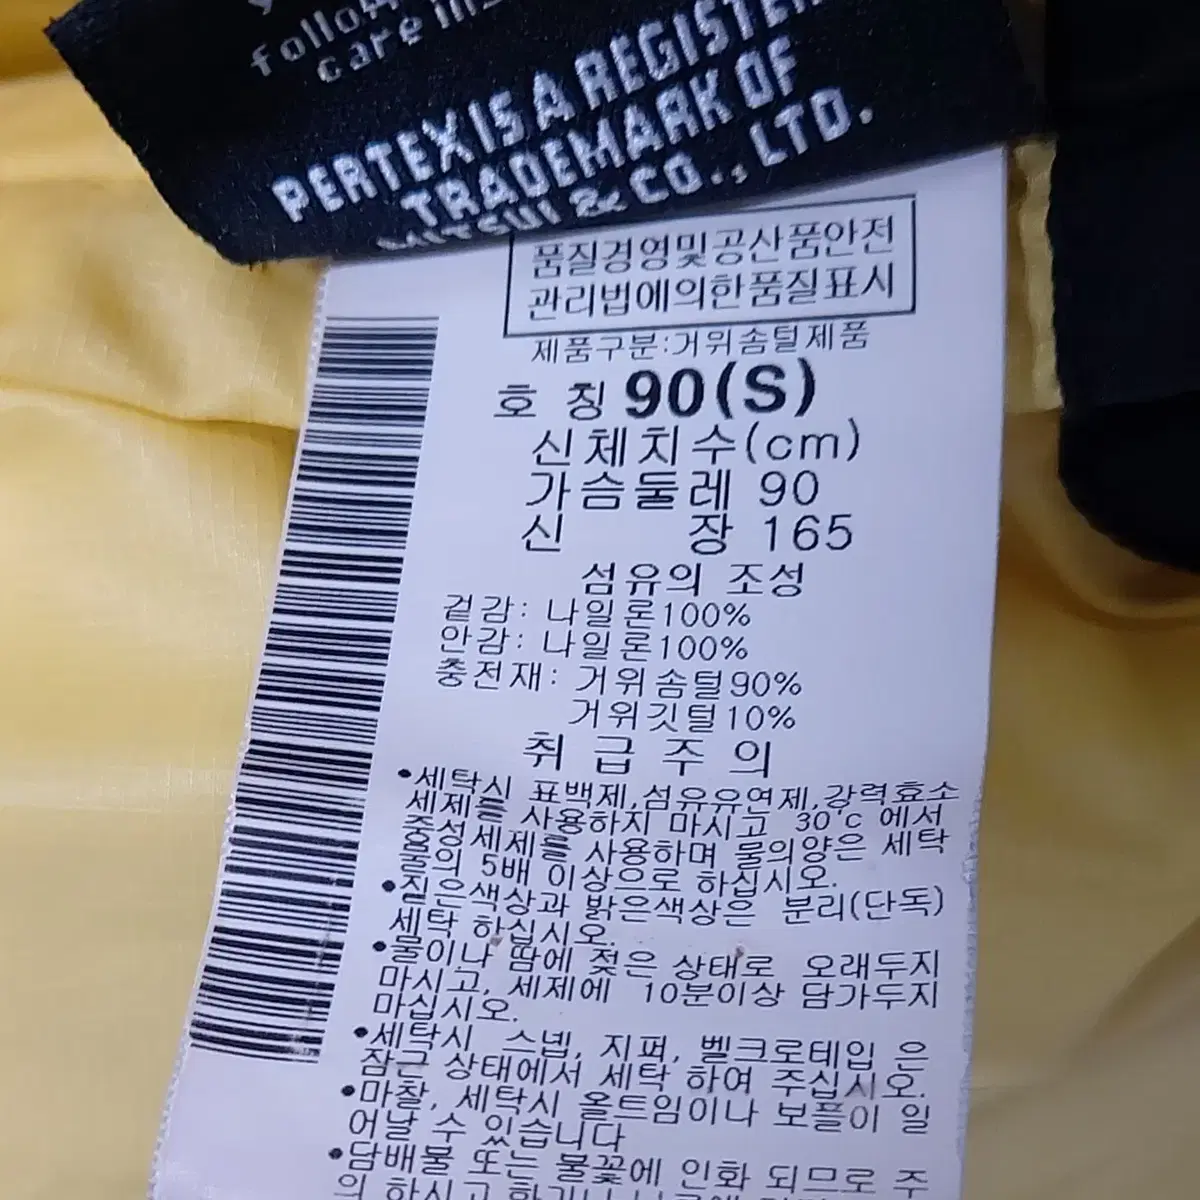 follow
care
PERTEX IS A REGISTE
TRADEMARK OF
MITSUI & CO., LTD.
품질경영및공산품안전
관리법에의한품질표시
제품구분:거위솜털제품
호 칭 90(S)
신체치수(cm)
가슴둘레 90
신 장 165
섬유의 조성
겉감: 나일론100%
안감: 나일론100%
충전재: 거위솜털90%
거위깃털10%
취 급 주 의
•세탁시 표백제,섬유유연제,강력효소
세제를 사용하지 마시고 30°c 에서
중성세제를 사용하며 물의양은 세탁
물의 5배 이상으로 하십시오.
•짙은색상과 밝은색상은 분리(단독)
세탁 하십시오.
•물이나 땀에 젖은 상태로 오래두지
마시고, 세제에 10분이상 담가두지
마십시오.
•세탁시 스넵, 지퍼, 벨크로테입 은
잠근 상태에서 세탁 하여 주십시오.
•마찰, 세탁시 올트임이나 보플이 일
어날 수 있습니다
•담배불 또는 불꽃에 인화 되므로 주
의 하시고